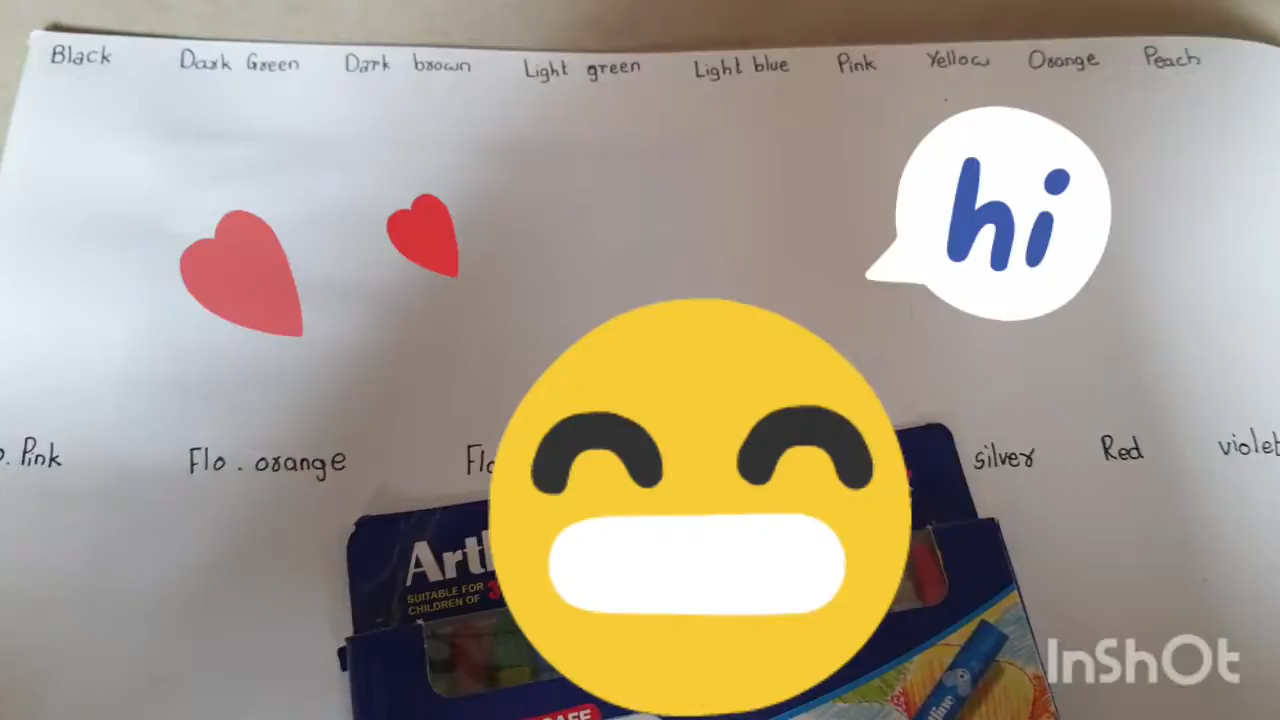 Black Dark Green Dark brown Light green Light blue Pink Yellow Orange Peach
hi
Pink Flo. orange silver Red violet
SUITABLE FOR
CHILDREN OF 3
InShOt